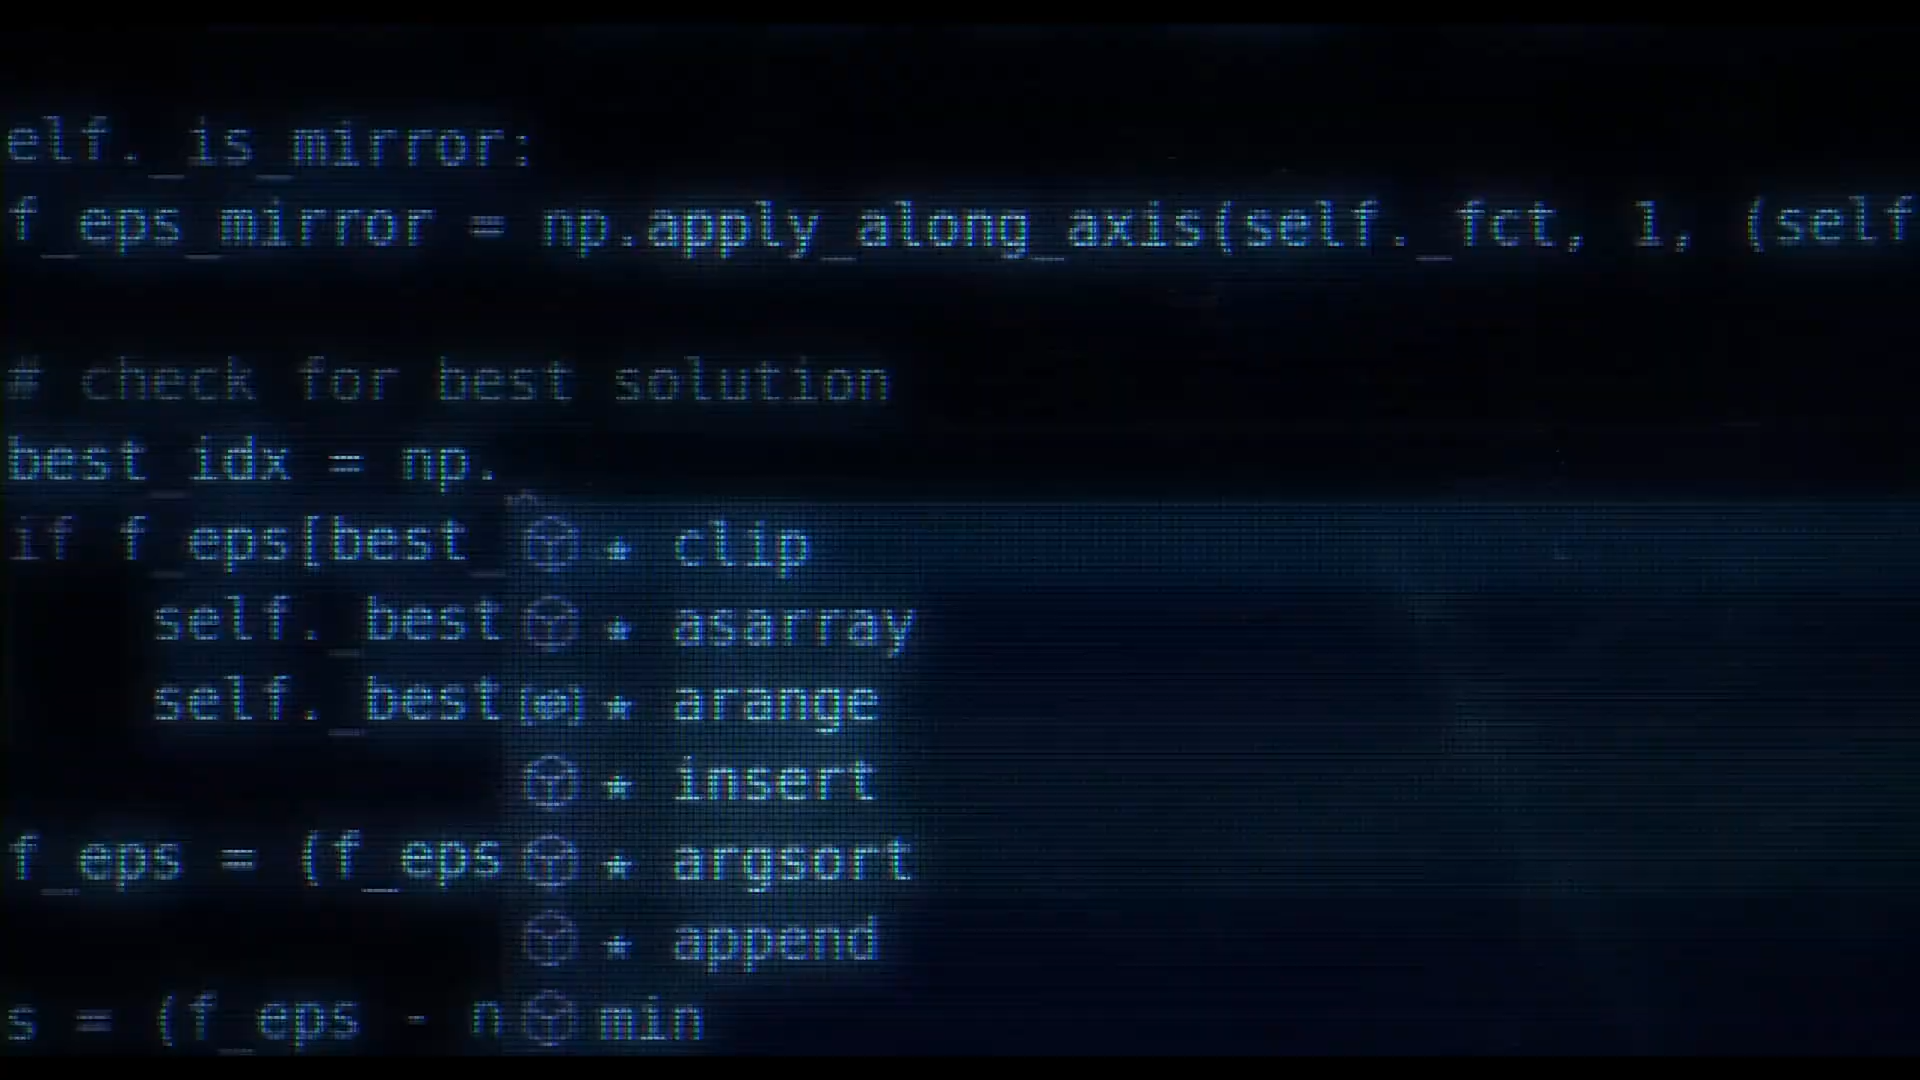 elf._is_mirror:
f_eps_mirror = np.apply_along_axis(self._fct, 1, (self
# check for best solution
best_idx = np.
if f_eps[best_ ★ clip
self._best ★ asarray
self._best ★ arange
★ insert
f_eps = (f_eps ★ argsort
★ append
s = (f_eps - n min